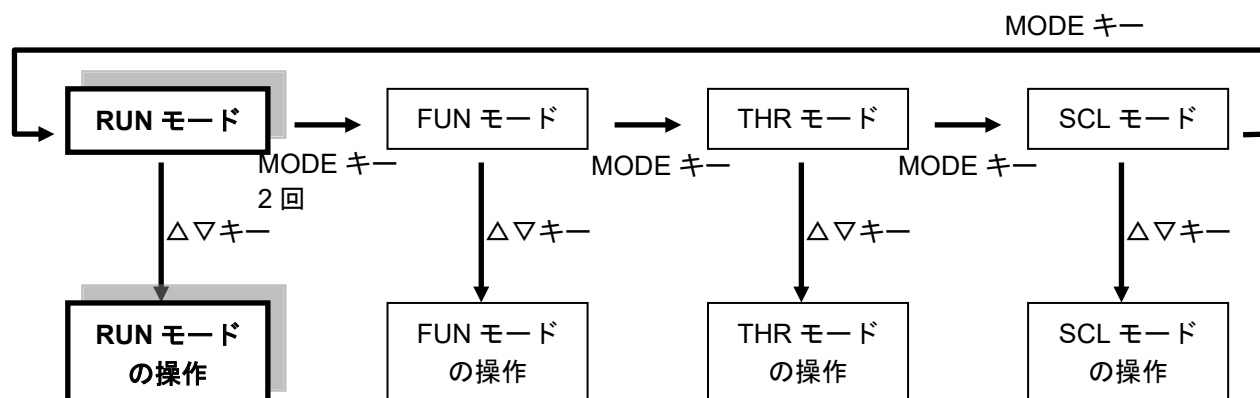 MODE キー
RUN モード
FUN モード
THR モード
SCL モード
MODE キー
2 回
MODE キー
MODE キー
△▽キー
△▽キー
△▽キー
△▽キー
RUN モード
の操作
FUN モード
の操作
THR モード
の操作
SCL モード
の操作